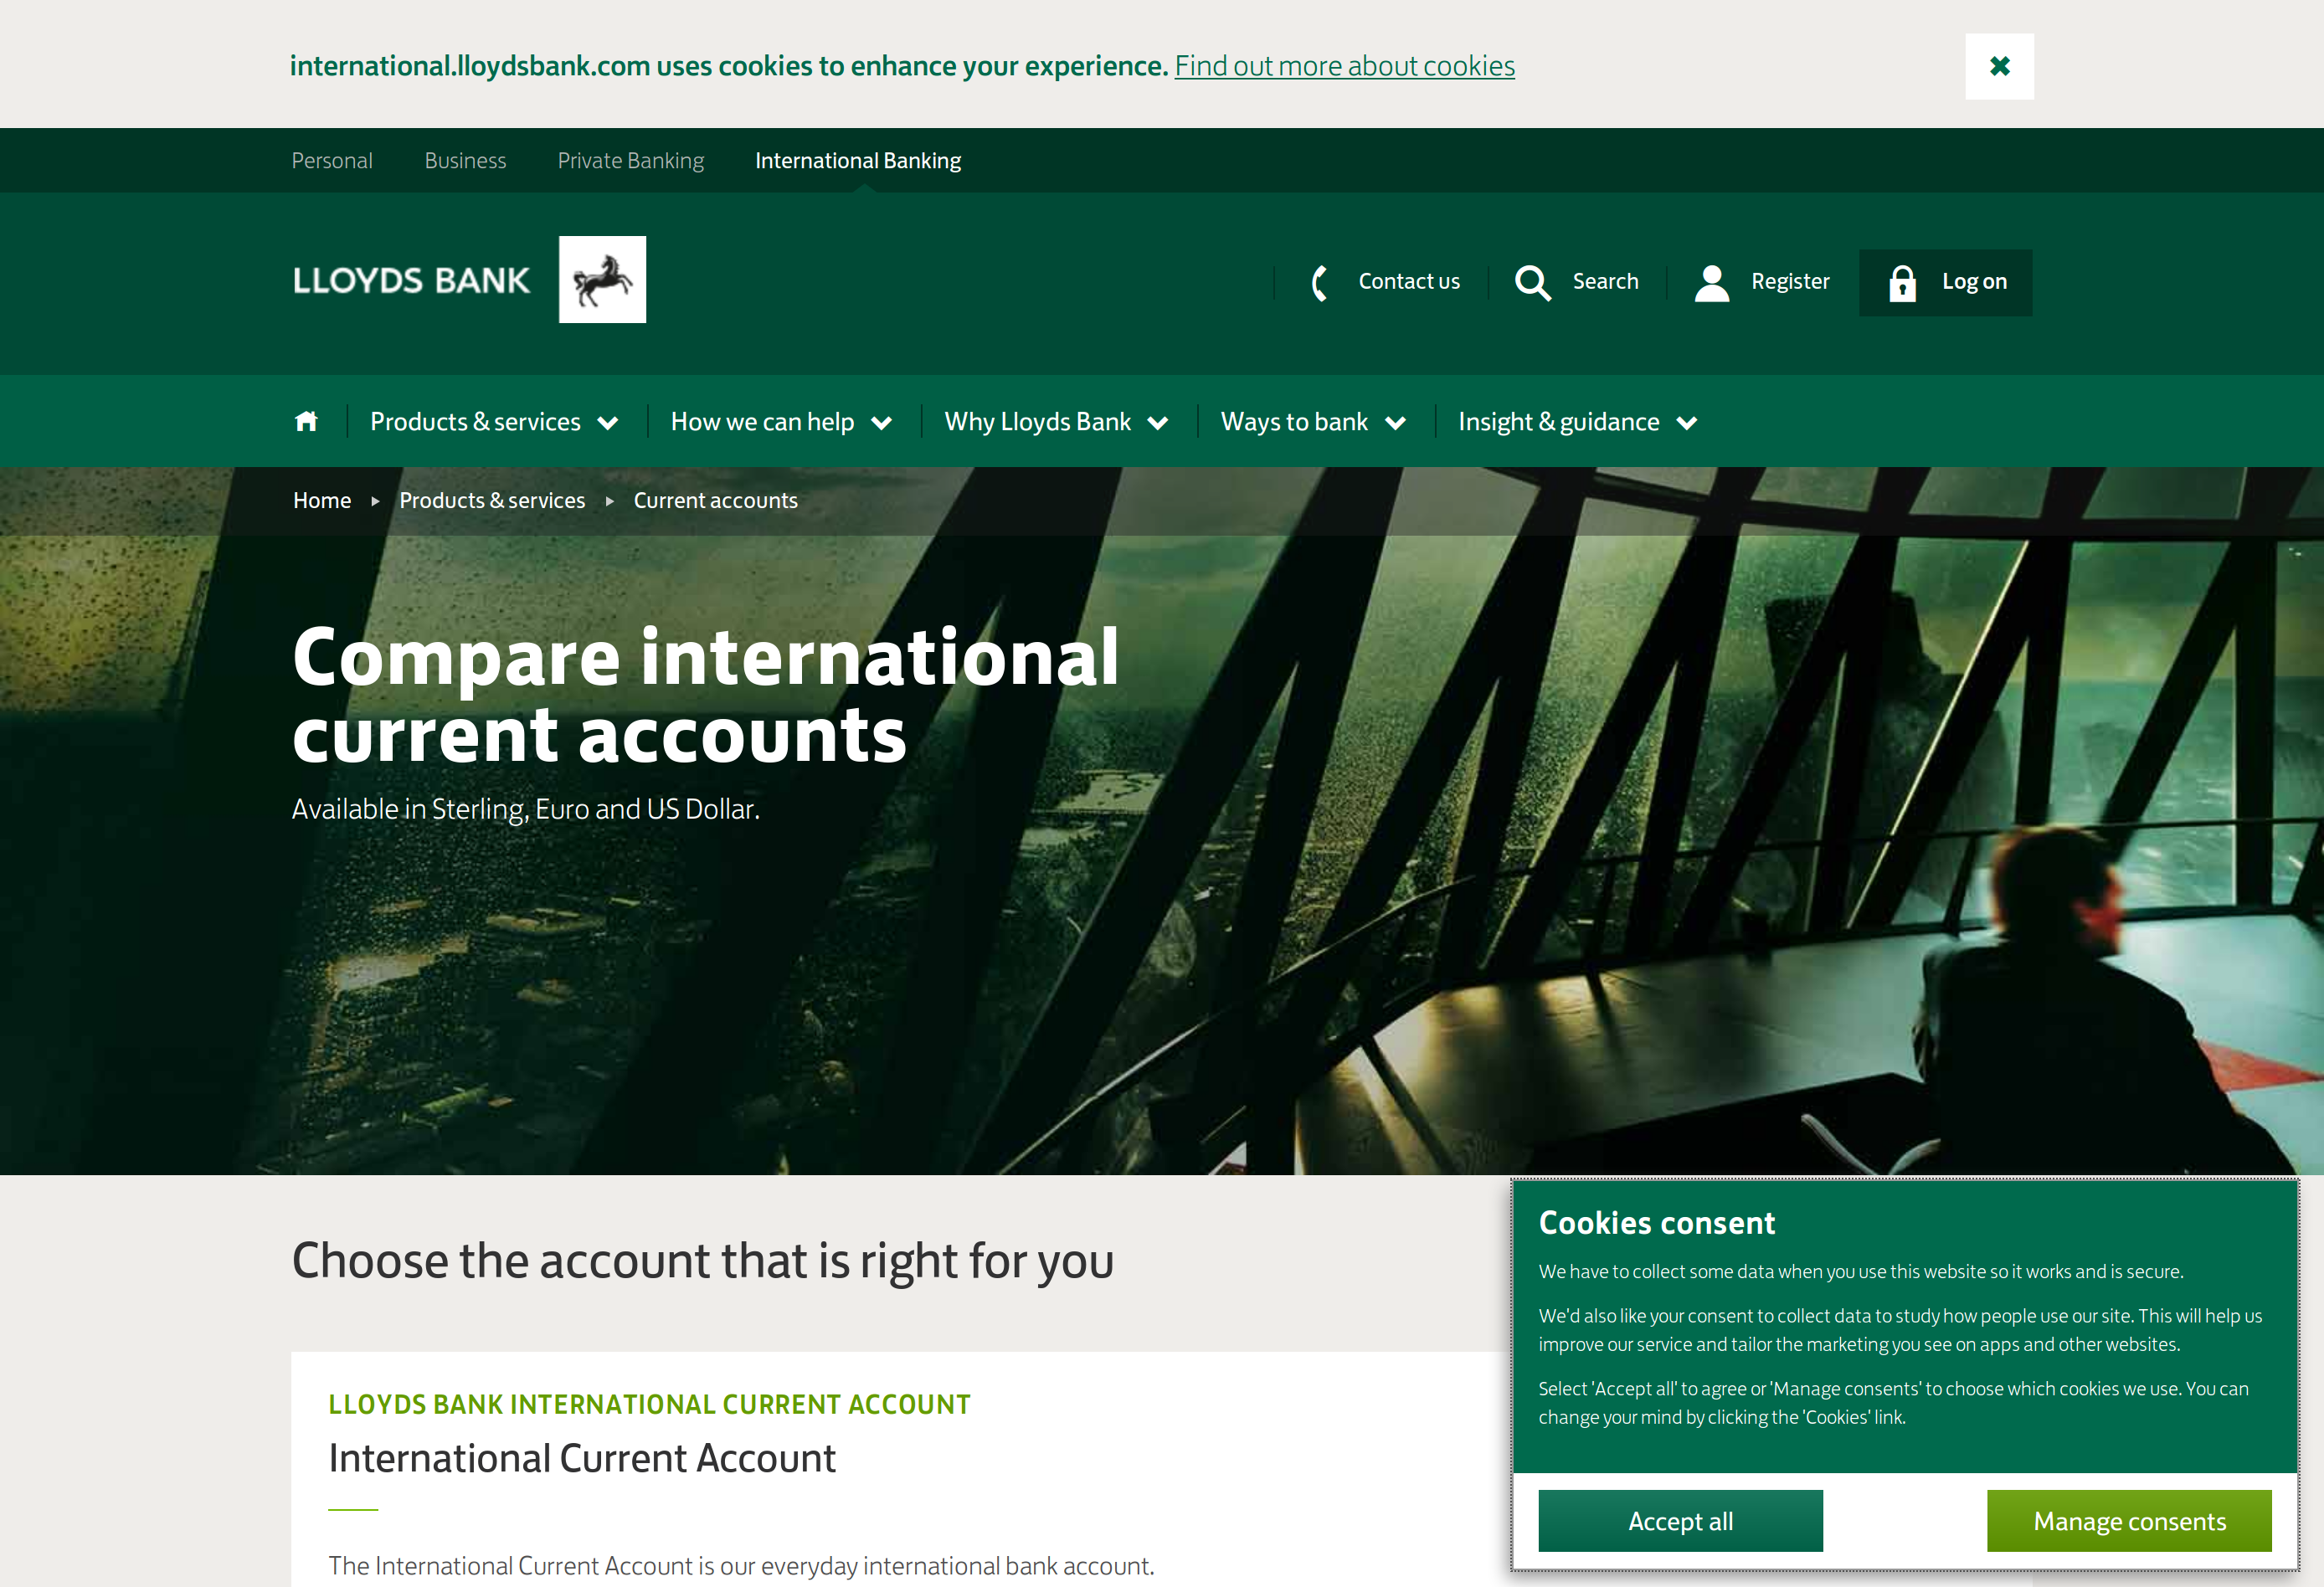 international.lloydsbank.com uses cookies to enhance your experience. Find out more about cookies
Personal Business Private Banking International Banking
LLOYDS BANK Contact us Search Register Log on
Products & services How we can help Why Lloyds Bank Ways to bank Insight & guidance
Home Products & services Current accounts
Compare international
current accounts
Available in Sterling, Euro and US Dollar.
Choose the account that is right for you
LLOYDS BANK INTERNATIONAL CURRENT ACCOUNT
International Current Account
The International Current Account is our everyday international bank account.
Cookies consent
We have to collect some data when you use this website so it works and is secure.
We'd also like your consent to collect data to study how people use our site. This will help us
improve our service and tailor the marketing you see on apps and other websites.
Select 'Accept all' to agree or 'Manage consents' to choose which cookies we use. You can
change your mind by clicking the 'Cookies' link.
Accept all Manage consents